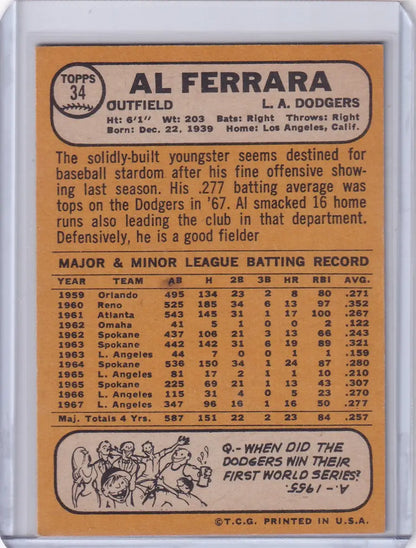 TOPPS
34
AL FERRARA
OUTFIELD L. A. DODGERS
Ht: 6'1" Wt: 203 Bats: Right Throws: Right
Born: Dec. 22, 1939 Home: Los Angeles, Calif.
The solidly-built youngster seems destined for
baseball stardom after his fine offensive show-
ing last season. His .277 batting average was
tops on the Dodgers in '67. Al smacked 16 home
runs also leading the club in that department.
Defensively, he is a good fielder
MAJOR & MINOR LEAGUE BATTING RECORD
YEAR TEAM AB H 2B 3B HR RBI AVG.
1959 Orlando 495 134 23 2 8 80 .271
1960 Reno 525 185 34 6 13 97 .352
1961 Atlanta 543 145 31 1 17 100 .267
1962 Omaha 41 5 1 0 0 2 .122
1962 Spokane 437 106 21 3 13 66 .243
1963 Spokane 442 142 31 6 19 89 .321
1963 L. Angeles 44 7 0 0 1 1 .159
1964 Spokane 536 150 34 1 24 87 .280
1965 L. Angeles 81 17 2 1 1 10 .210
1965 Spokane 225 69 21 1 13 43 .307
1966 L. Angeles 115 31 4 0 5 23 .270
1967 L. Angeles 347 96 16 1 16 50 .277
Maj. Totals 4 Yrs. 587 151 22 2 23 84 .257
Q.-WHEN DID THE
DODGERS WIN THEIR
FIRST WORLD SERIES?
A.-1955.
©T.C.G. PRINTED IN U.S.A.